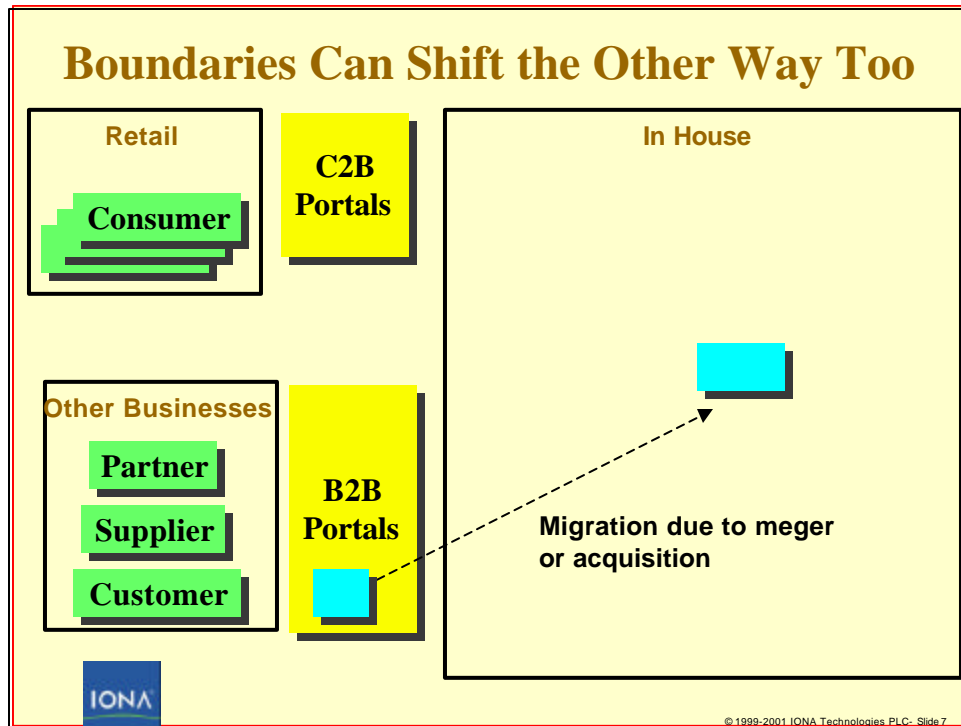 Boundaries Can Shift the Other Way Too
Retail
Consumer
C2B
Portals
In House
Other Businesses
Partner
Supplier
Customer
B2B
Portals
Migration due to meger
or acquisition
IONA
© 1999-2001 IONA Technologies PLC- Slide 7